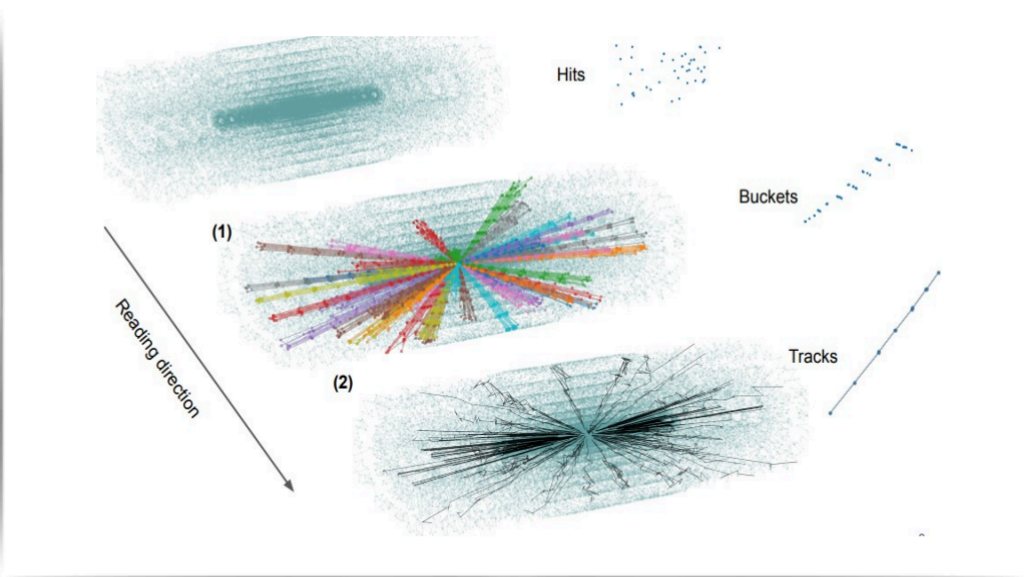 Hits
(1)
Buckets
Reading direction
(2)
Tracks